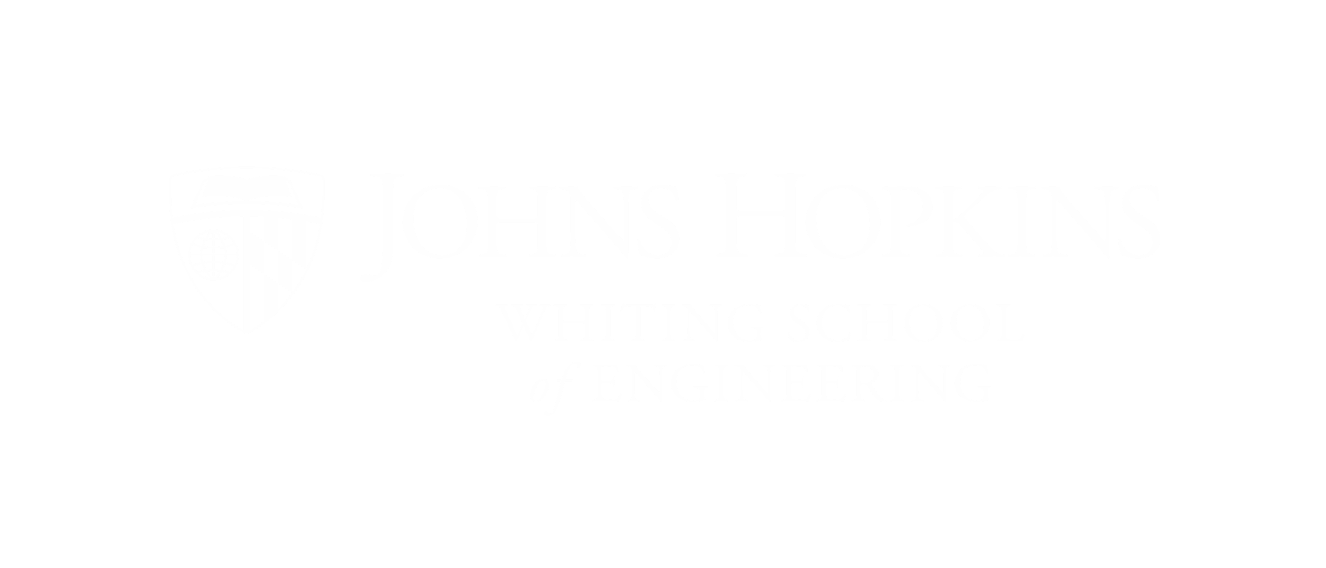 JOHNS HOPKINS
WHITING SCHOOL
of ENGINEERING